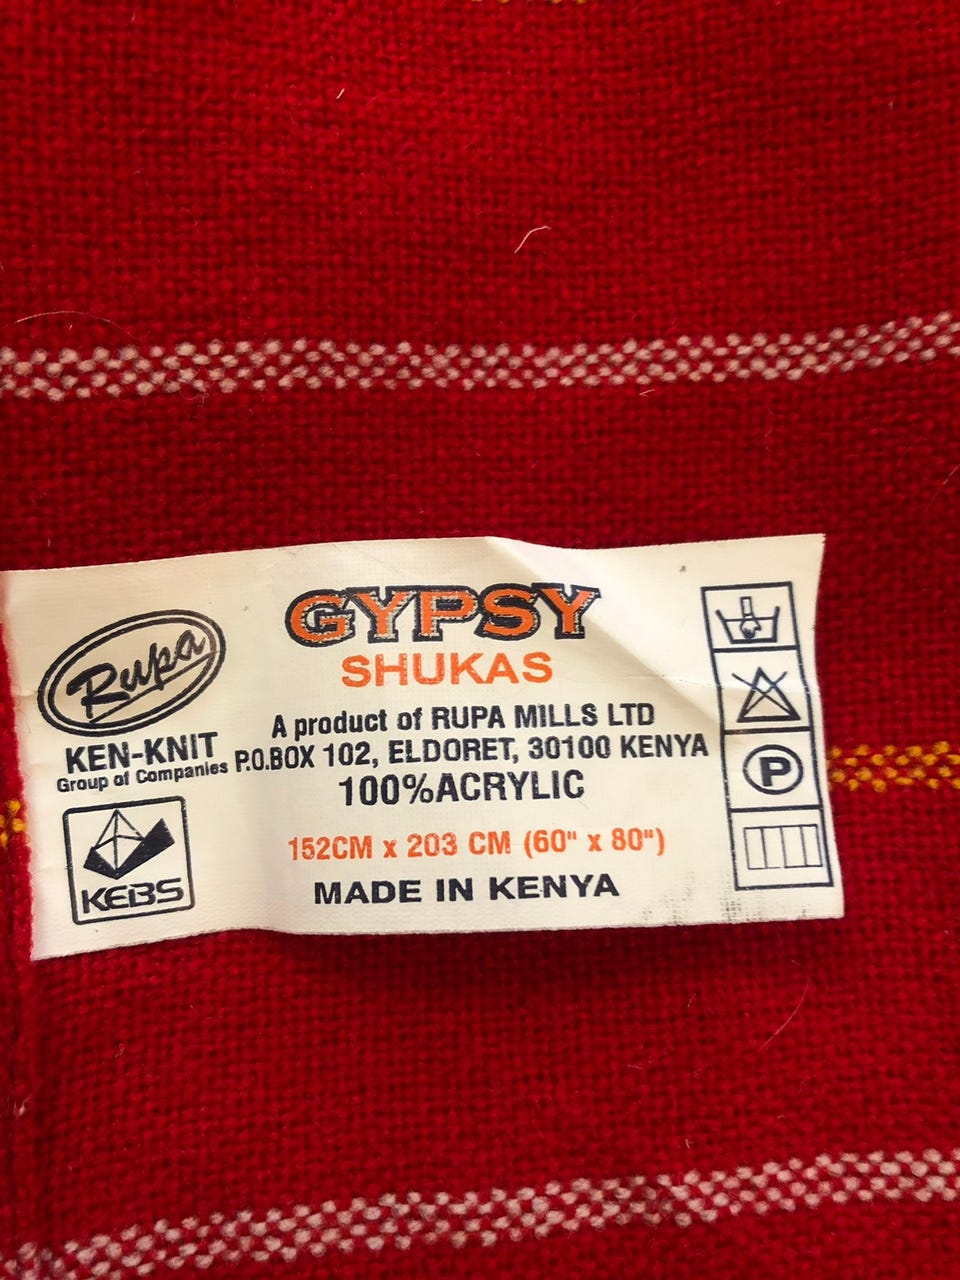 Rupa
KEN-KNIT
Group of Companies
KEBS
GYPSY
SHUKAS
A product of RUPA MILLS LTD
P.O.BOX 102, ELDORET, 30100 KENYA
100%ACRYLIC
152CM x 203 CM (60" x 80")
MADE IN KENYA
P